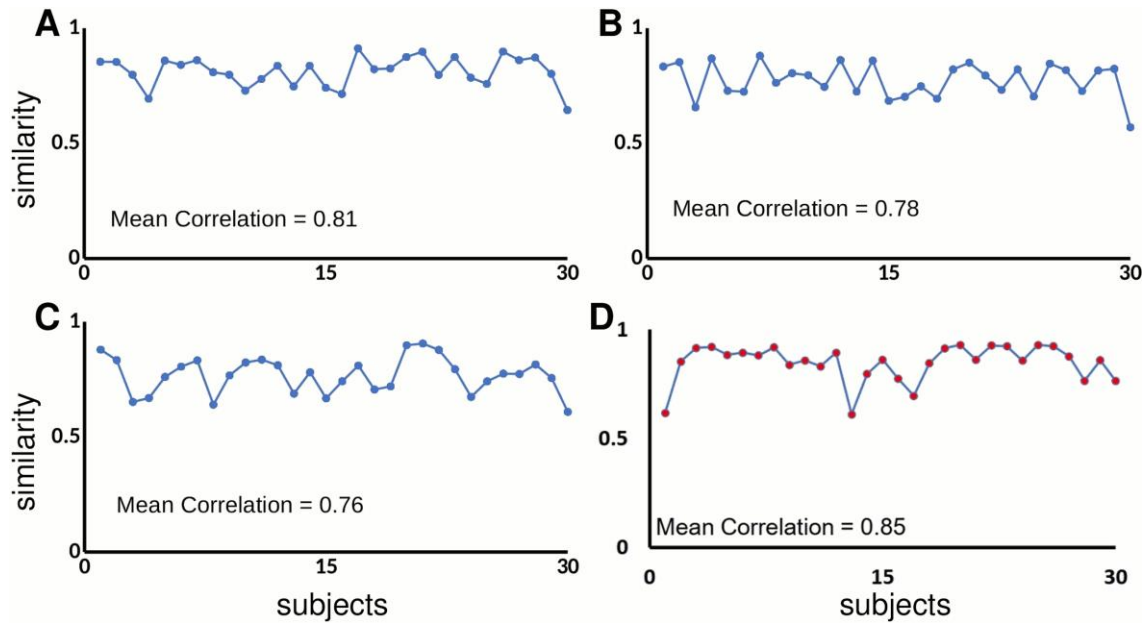 A
1
0.5
0
similarity
Mean Correlation = 0.81
0
15
30
B
1
0.5
0
Mean Correlation = 0.78
0
15
30
C
1
0.5
0
similarity
Mean Correlation = 0.76
0
15
30
subjects
D
1
0.5
0
Mean Correlation = 0.85
0
15
30
subjects